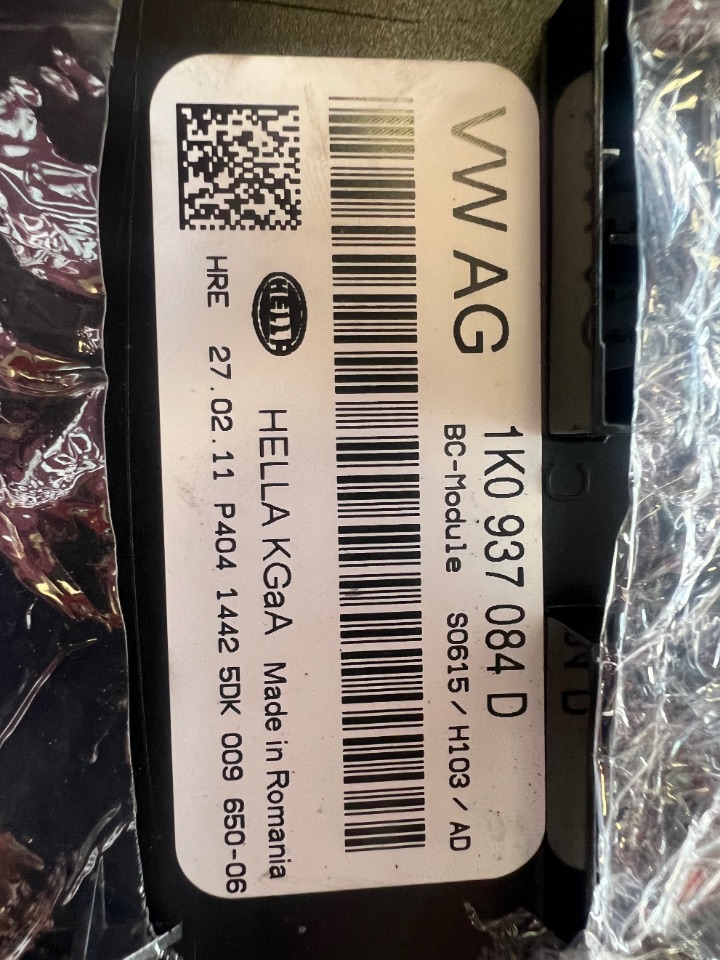 VW AG 1K0 937 084 D
BC-Module S0615 / H103 / AD
HELLA
HELLA KGaA Made in Romania
HRE 27.02.11 P404 1442 5DK 009 650-06